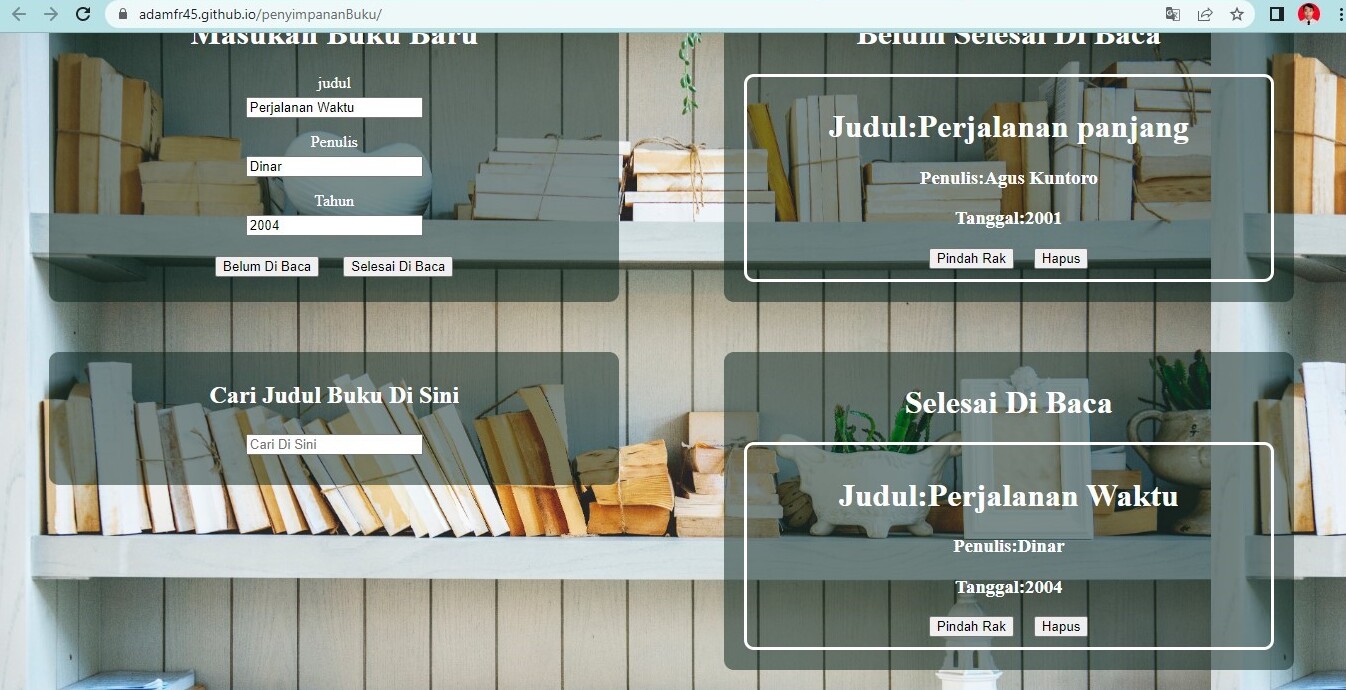 adamfr45.github.io/penyimpananBuku/
Masukan Buku Baru
judul
Perjalanan Waktu
Penulis
Dinar
Tahun
2004
Belum Di Baca
Selesai Di Baca
Cari Judul Buku Di Sini
Cari Di Sini
Belum Selesai Di Baca
Judul:Perjalanan panjang
Penulis:Agus Kuntoro
Tanggal:2001
Pindah Rak
Hapus
Selesai Di Baca
Judul:Perjalanan Waktu
Penulis:Dinar
Tanggal:2004
Pindah Rak
Hapus